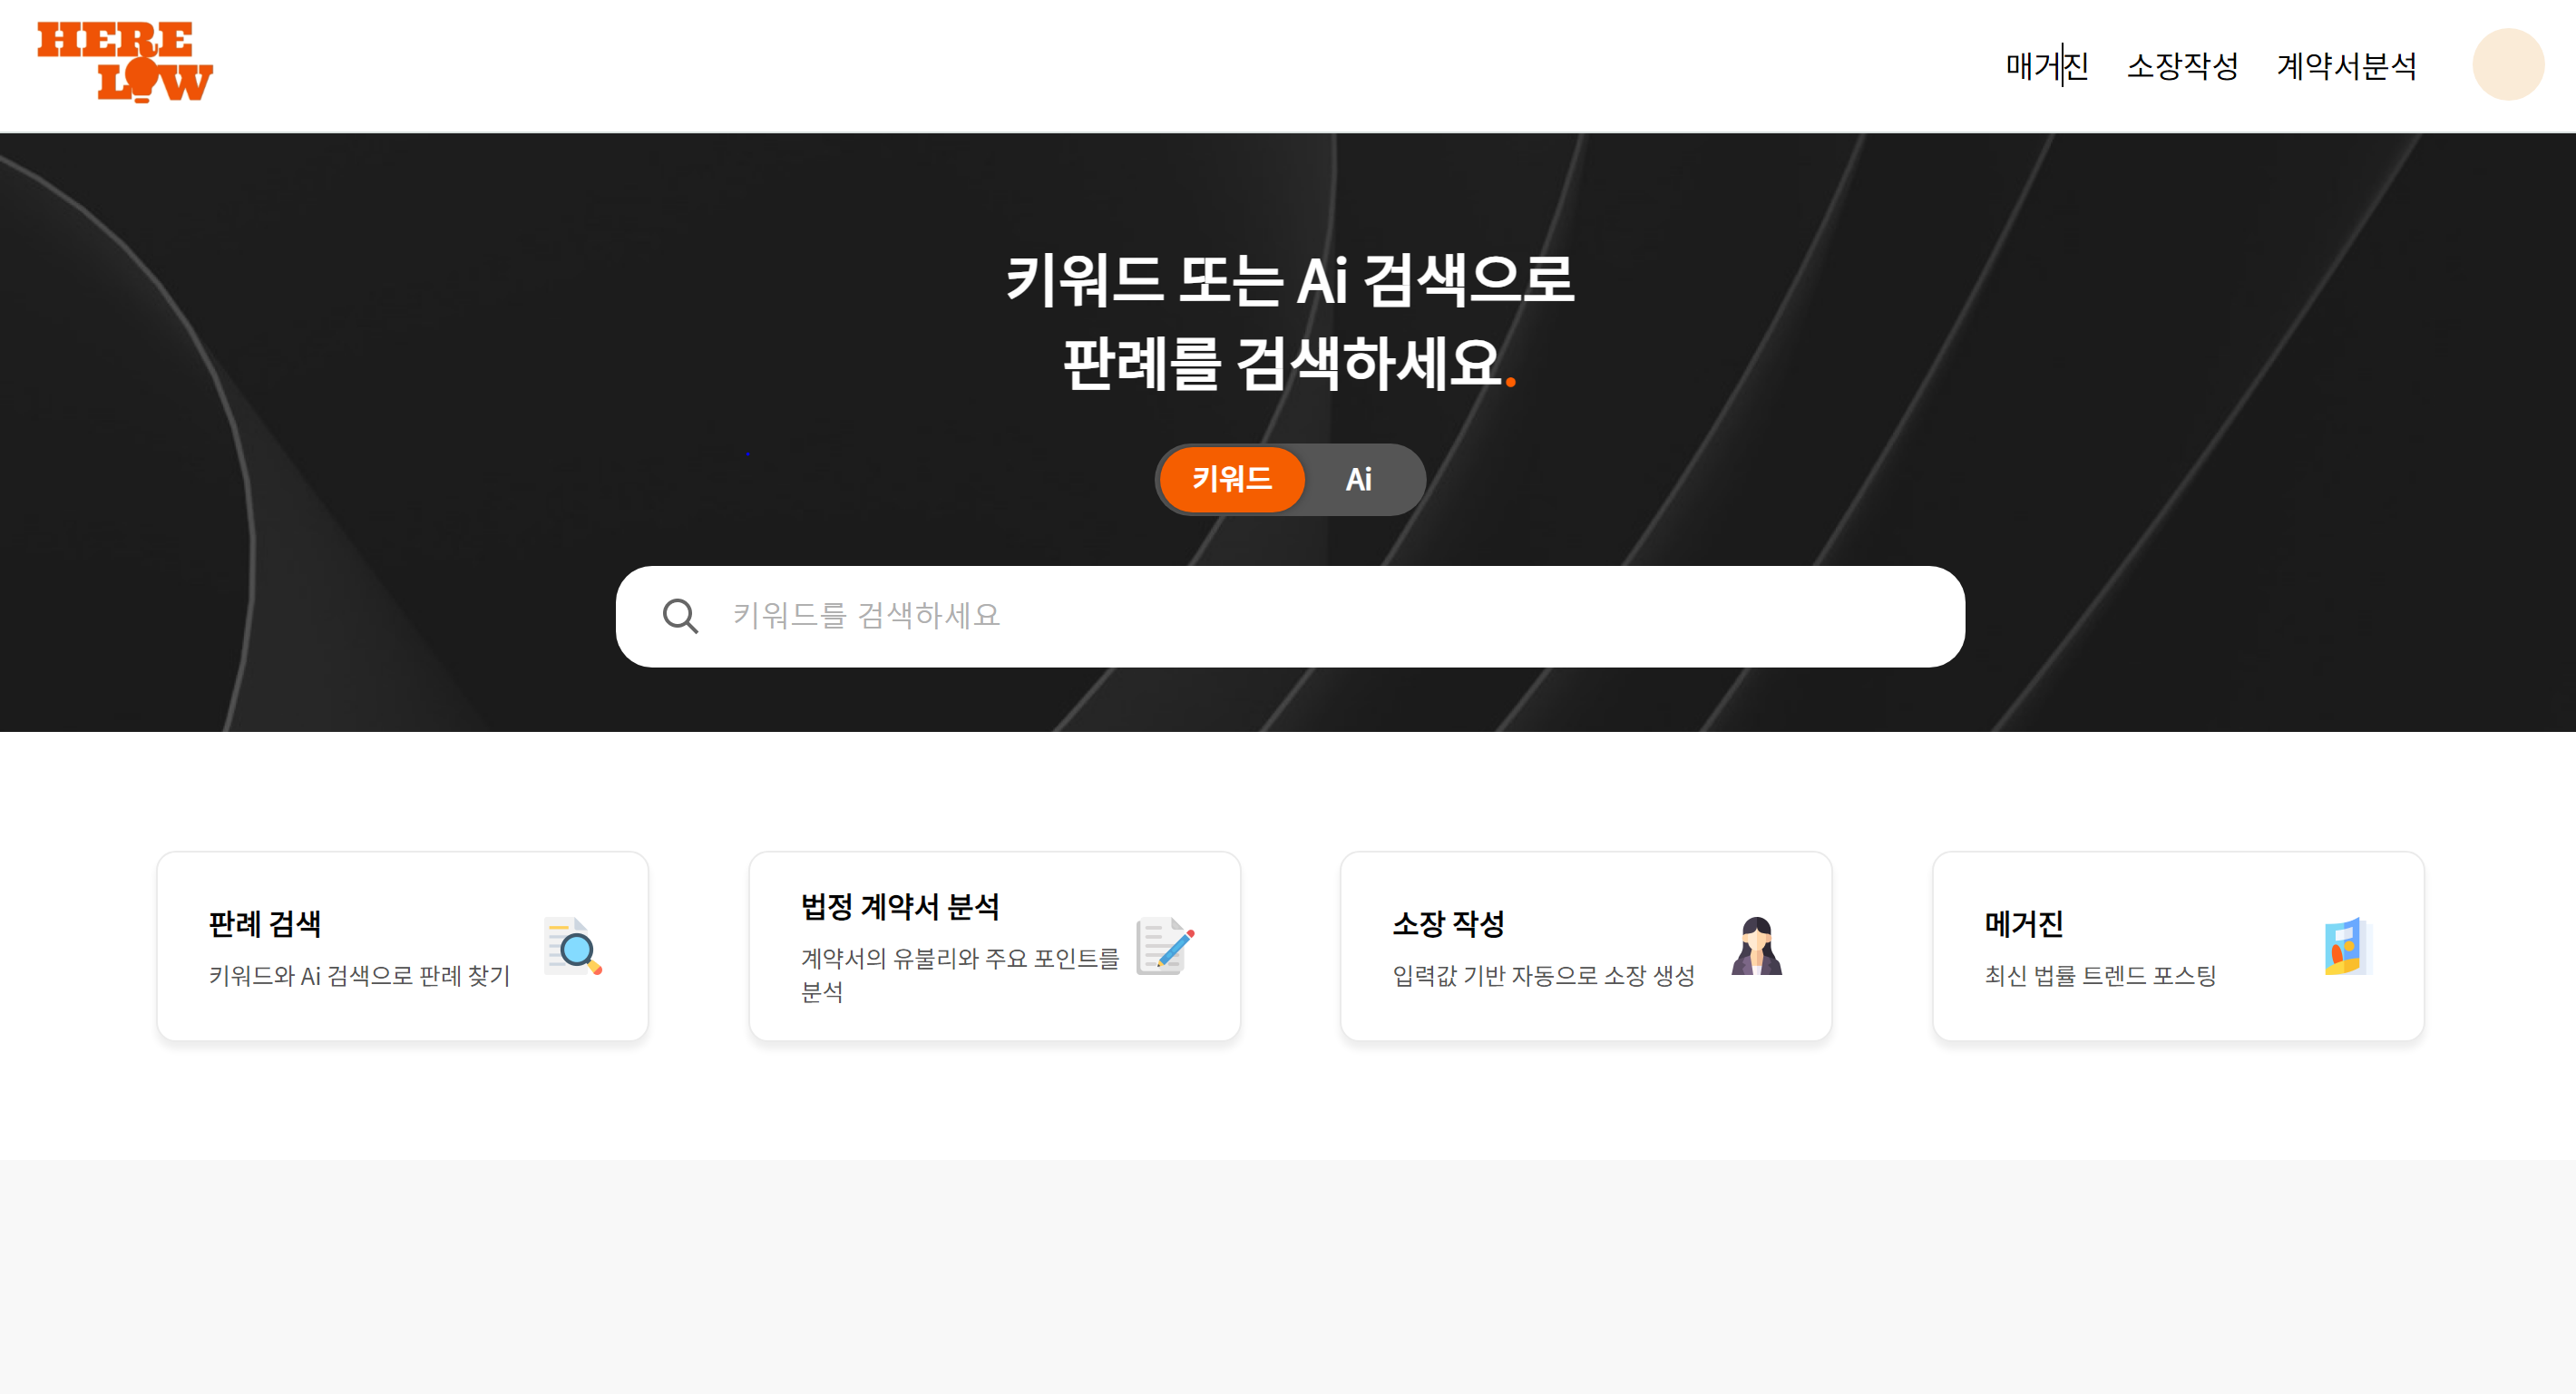 HERE
LOW
매거진 소장작성 계약서분석
키워드 또는 Ai 검색으로
판례를 검색하세요.
키워드 Ai
키워드를 검색하세요
판례 검색
키워드와 Ai 검색으로 판례 찾기
법정 계약서 분석
계약서의 유불리와 주요 포인트를
분석
소장 작성
입력값 기반 자동으로 소장 생성
메거진
최신 법률 트렌드 포스팅